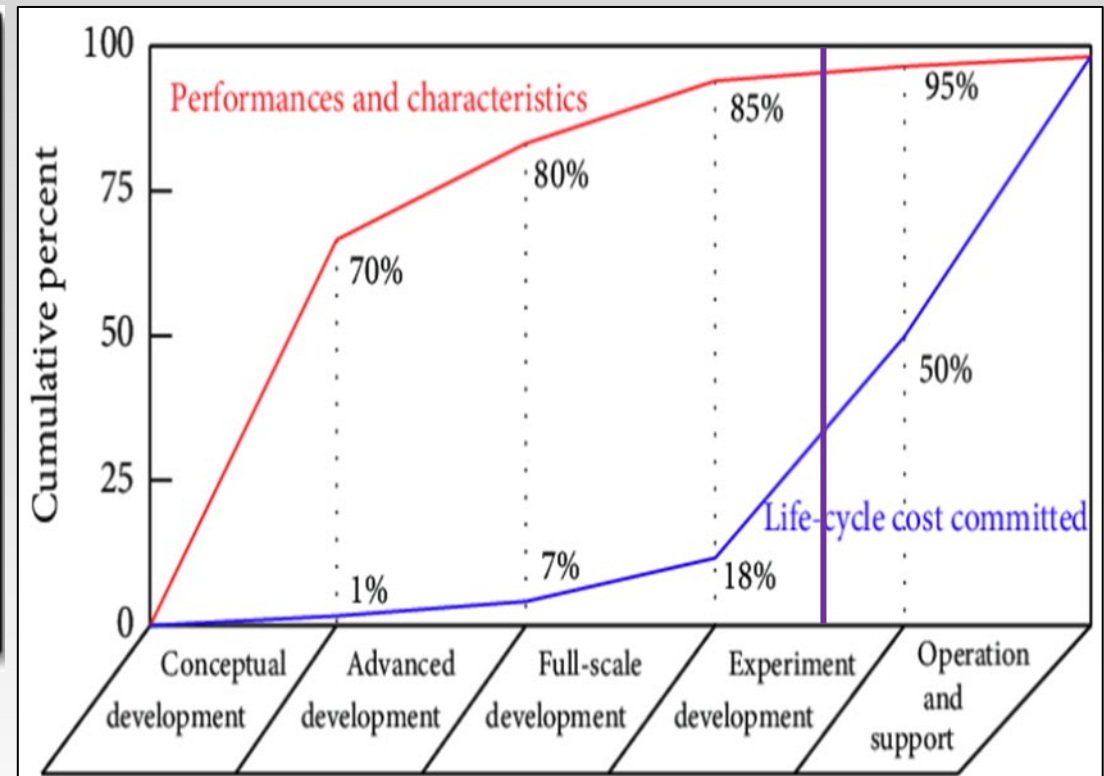 100
Performances and characteristics
95%
85%
75
80%
70%
50
50%
Cumulative percent
25
Life-cycle cost committed
7%
18%
1%
0
Conceptual
development
Advanced
development
Full-scale
development
Experiment
development
Operation
and
support